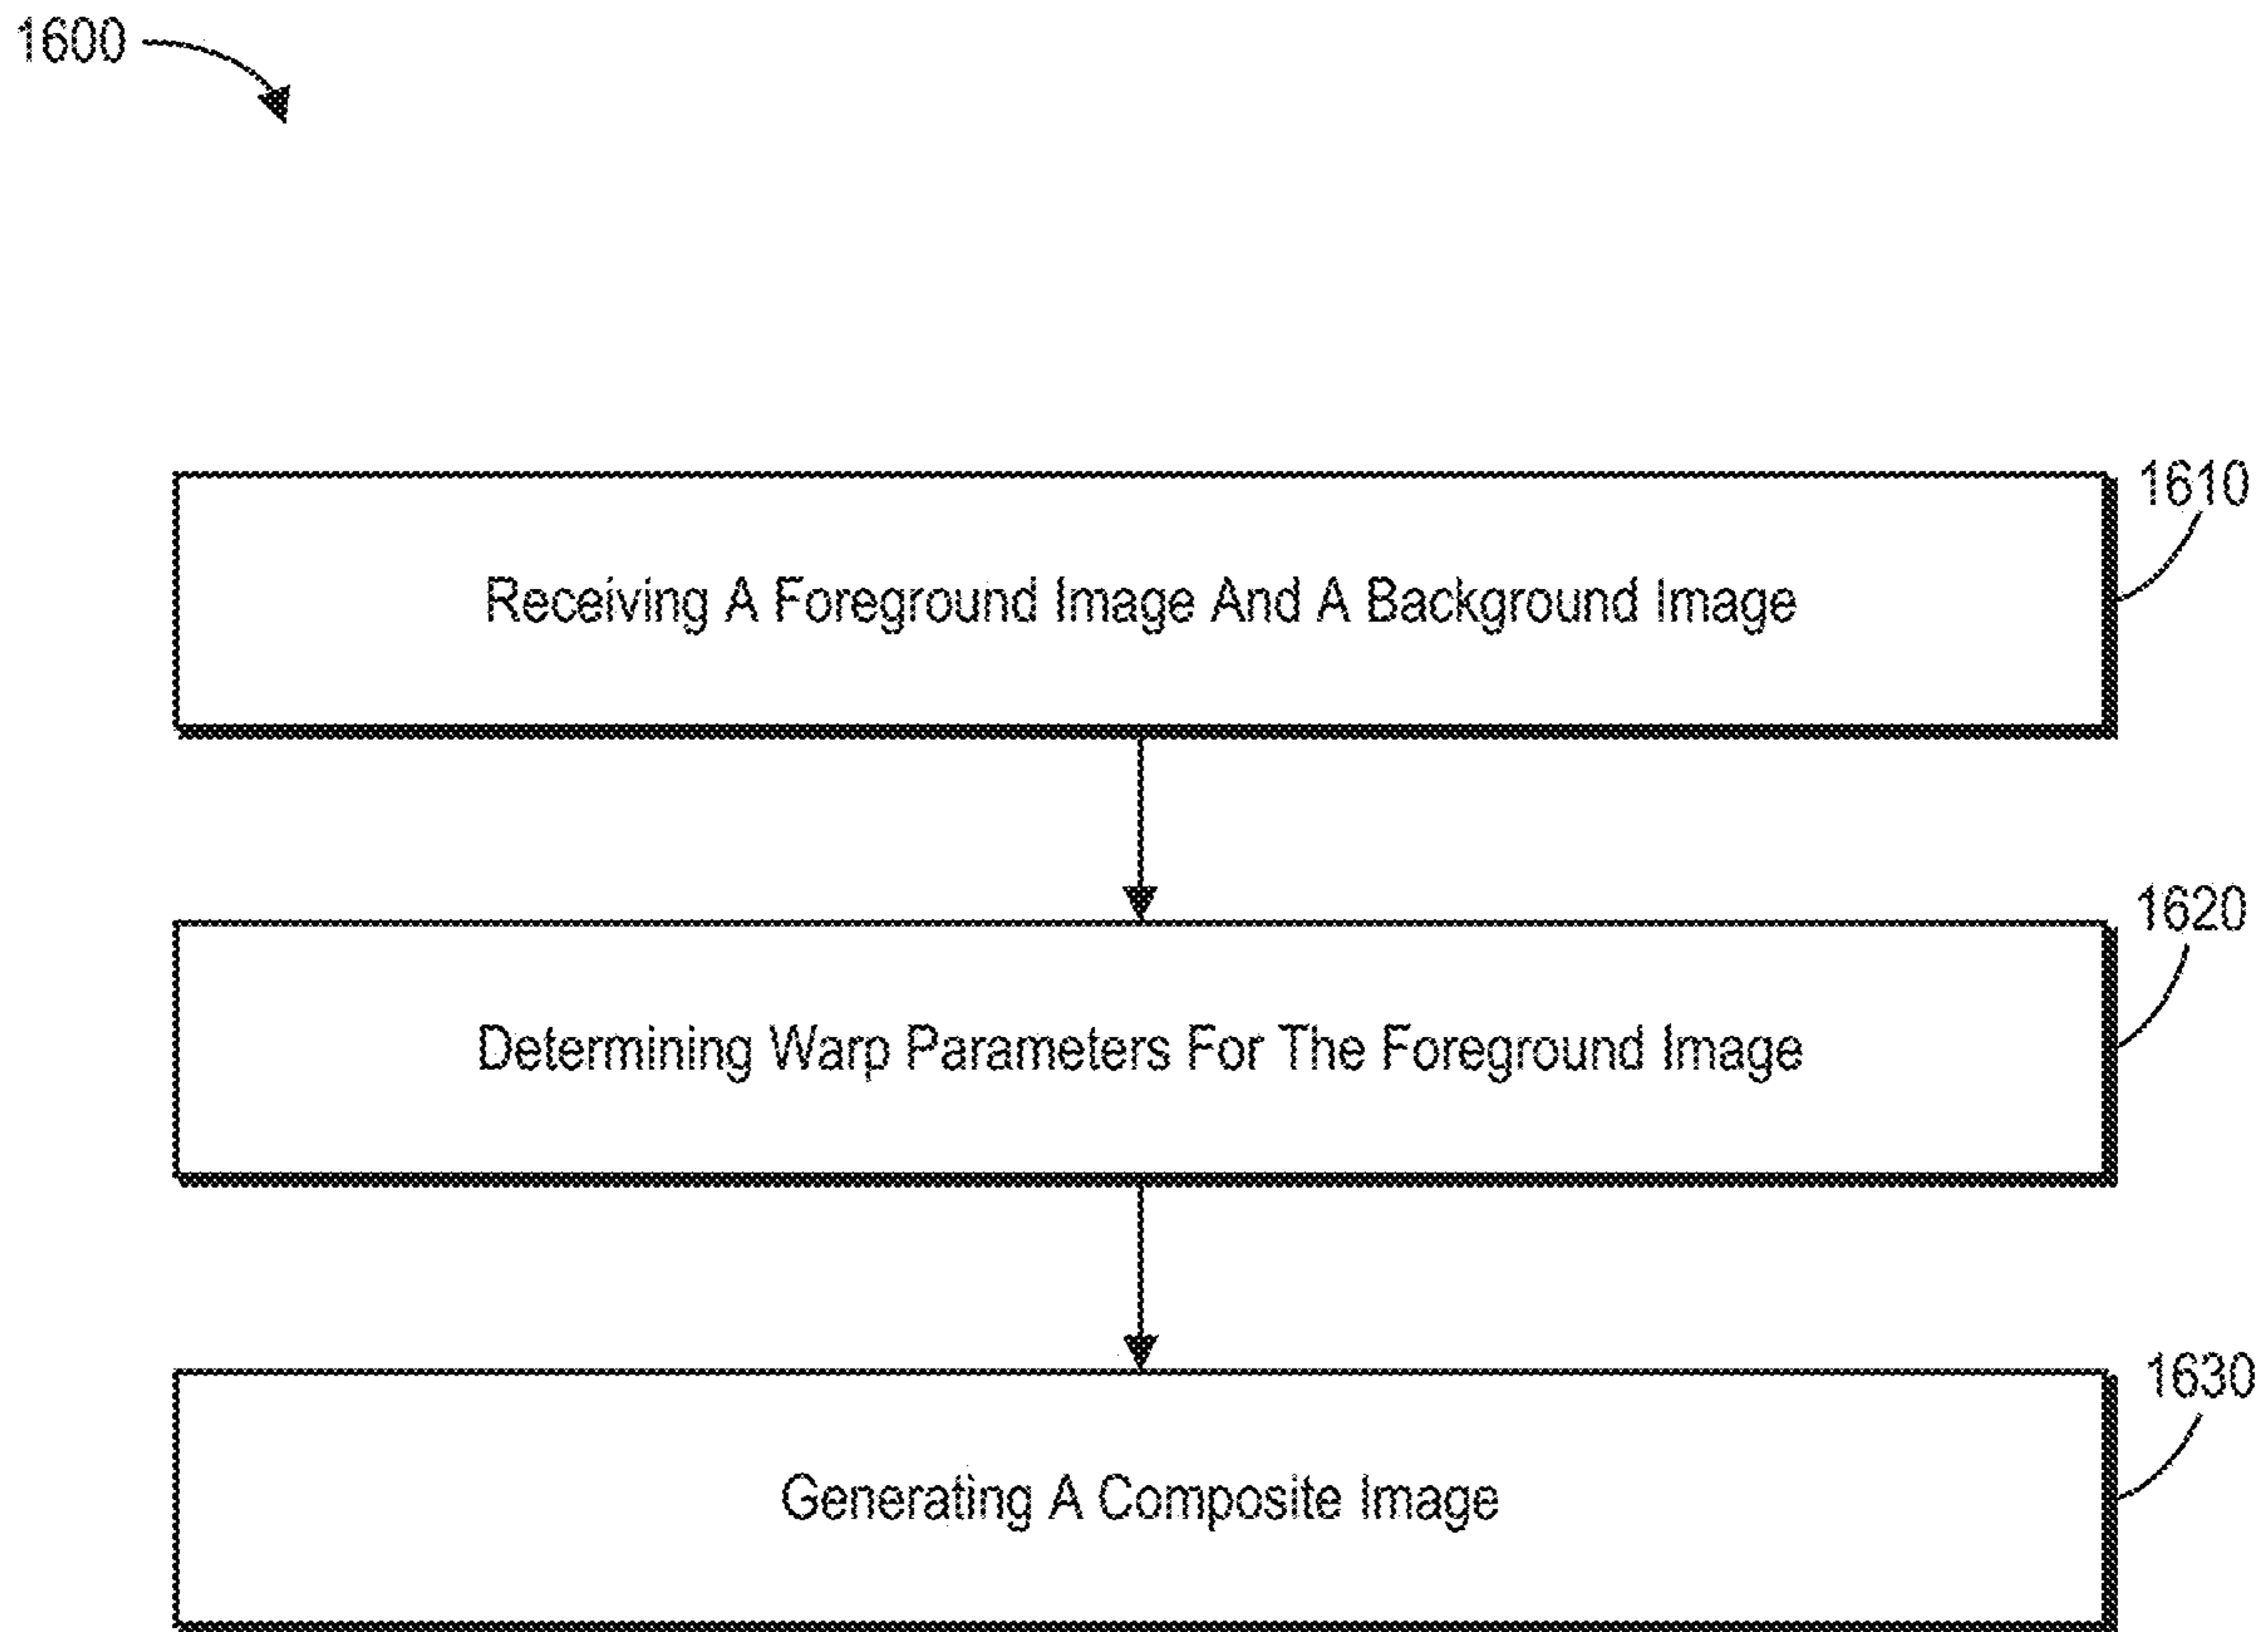 1600
1610
Receiving A Foreground Image And A Background Image
1620
Determining Warp Parameters For The Foreground Image
1630
Generating A Composite Image